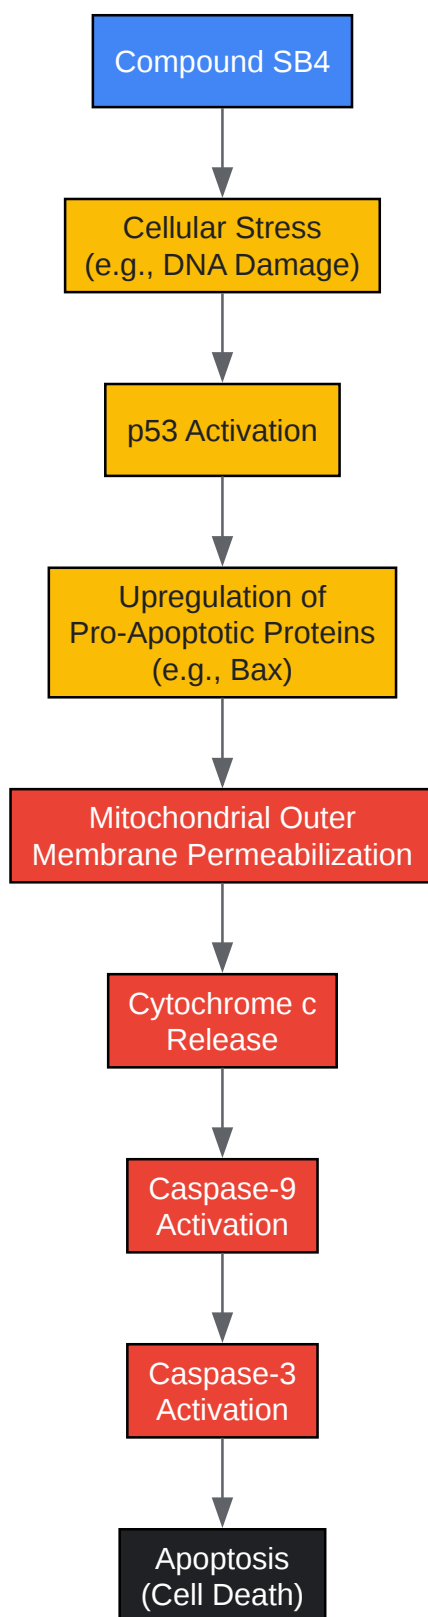 Compound SB4
Cellular Stress
(e.g., DNA Damage)
p53 Activation
Upregulation of
Pro-Apoptotic Proteins
(e.g., Bax)
Mitochondrial Outer
Membrane Permeabilization
Cytochrome c
Release
Caspase-9
Activation
Caspase-3
Activation
Apoptosis
(Cell Death)